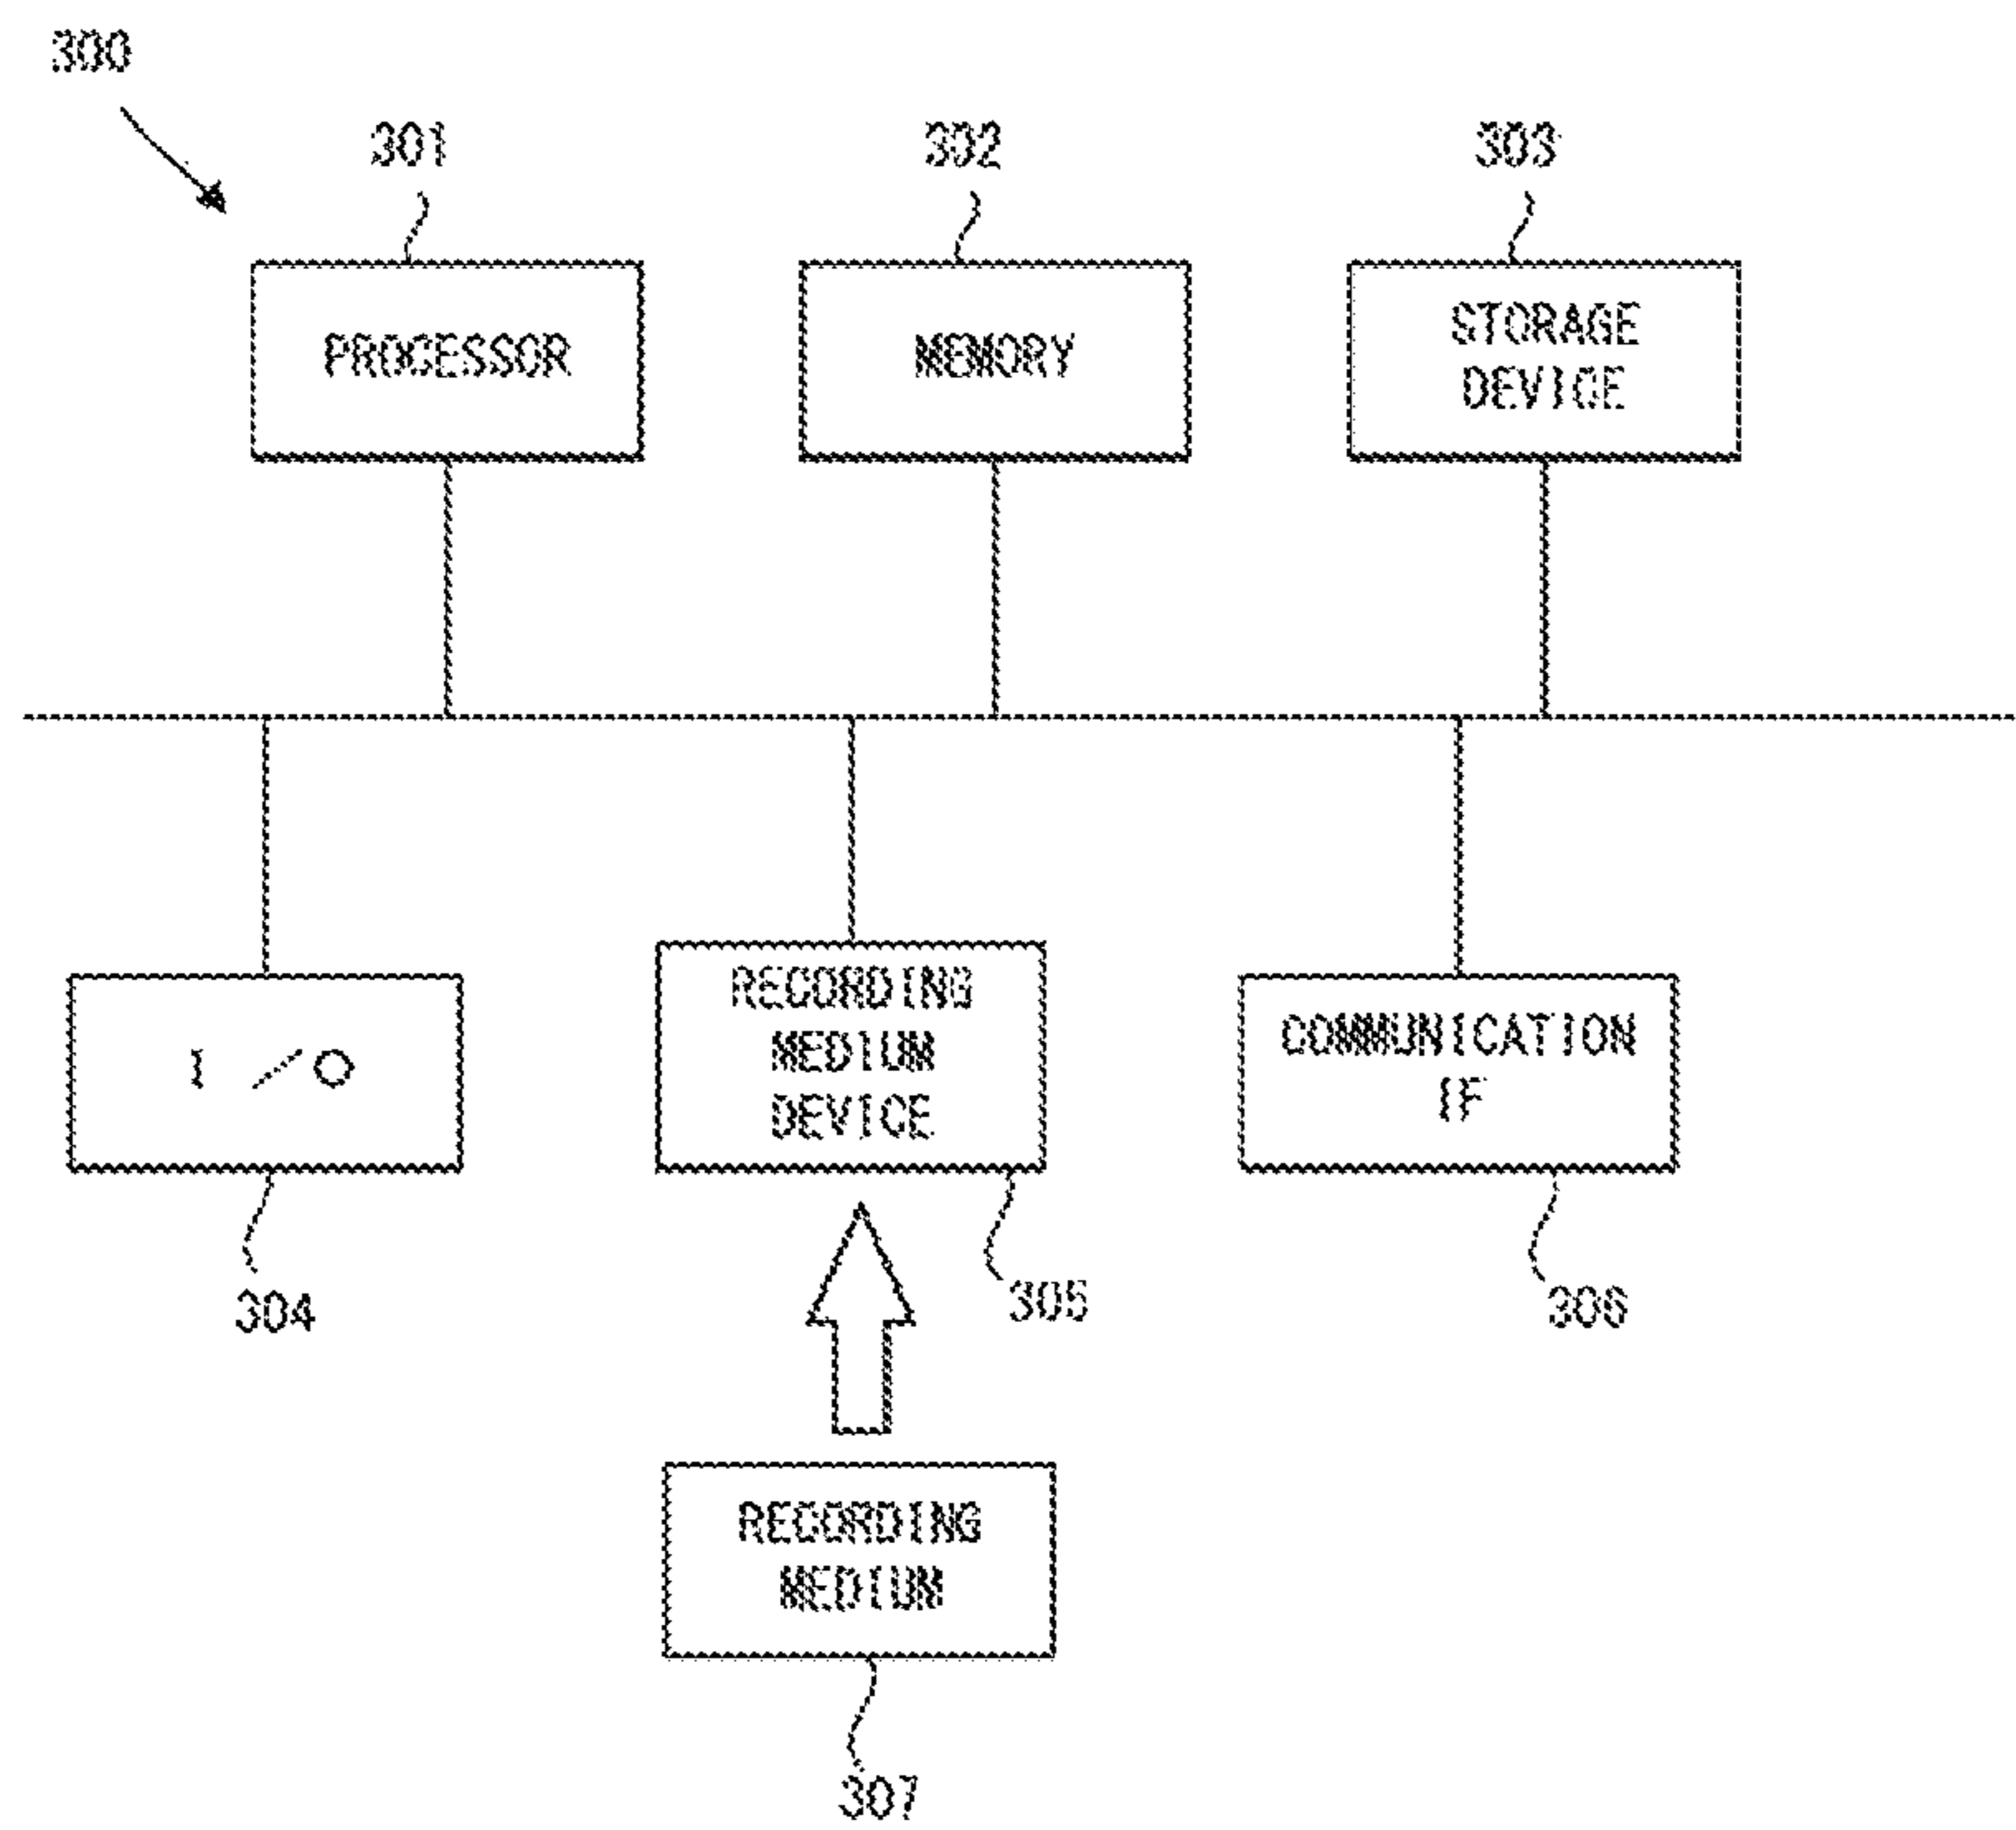 300
301
302
303
PROCESSOR
MEMORY
STORAGE
DEVICE
I/O
RECORDING
MEDIUM
DEVICE
COMMUNICATION
IF
304
305
306
RECORDING
MEDIUM
307